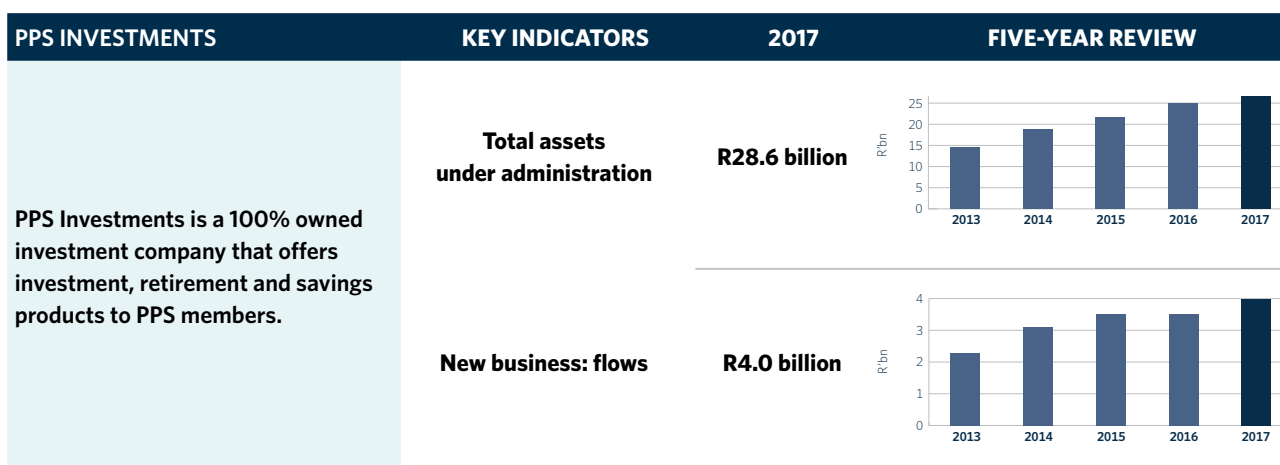 PPS INVESTMENTS KEY INDICATORS 2017 FIVE-YEAR REVIEW
PPS Investments is a 100% owned
investment company that offers
investment, retirement and savings
products to PPS members.
Total assets
under administration
R28.6 billion
R'bn
25
20
15
10
5
0
2013 2014 2015 2016 2017
New business: flows
R4.0 billion
R'bn
4
3
2
1
0
2013 2014 2015 2016 2017